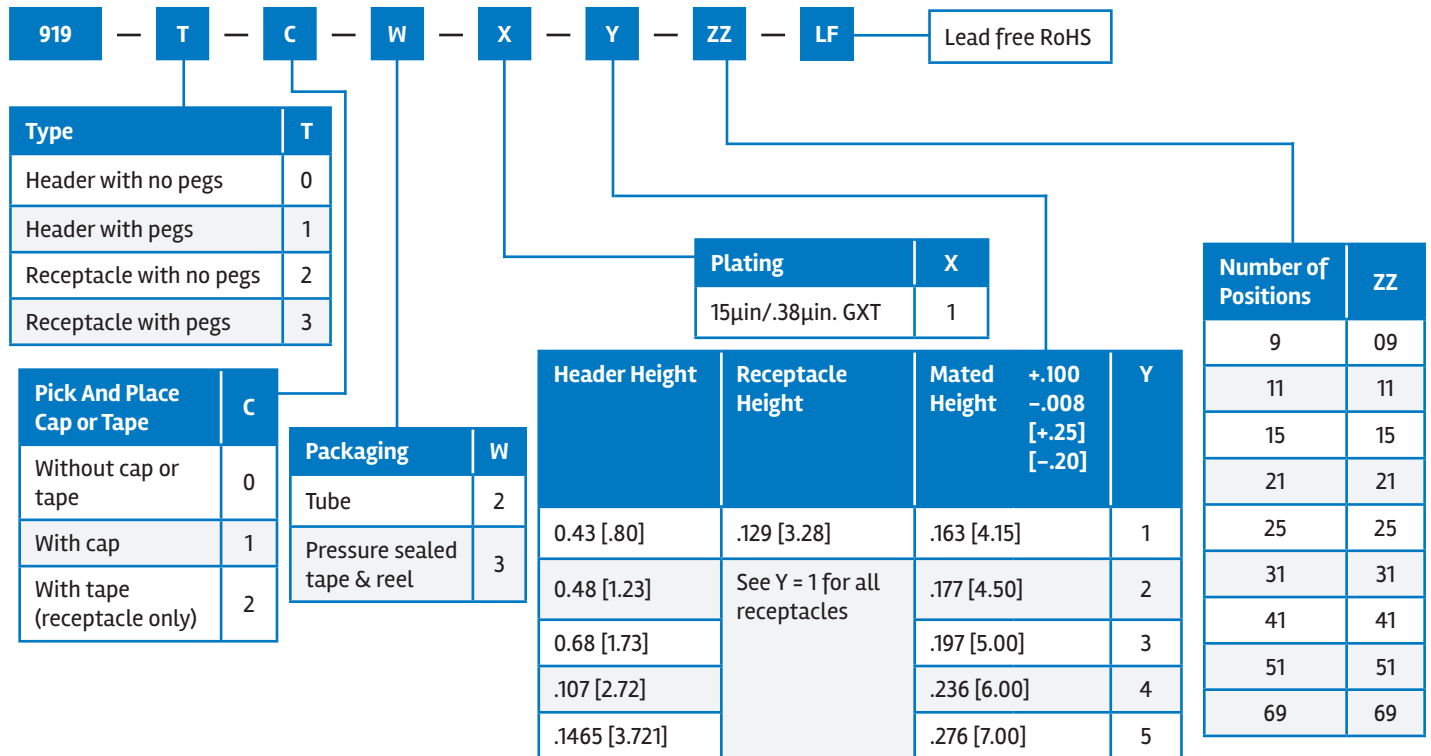 919 — T — C — W — X — Y — ZZ — LF
Lead free RoHS
Type T
Header with no pegs 0
Header with pegs 1
Receptacle with no pegs 2
Receptacle with pegs 3
Pick And Place
Cap or Tape
C
Without cap or
tape
0
With cap 1
With tape
(receptacle only)
2
Packaging W
Tube 2
Pressure sealed
tape & reel
3
Plating X
15µin/.38µin. GXT 1
Header Height
Receptacle
Height
Mated
Height
+.100
-.008
[+.25]
[-.20]
Y
0.43 [.80] .129 [3.28] .163 [4.15] 1
0.48 [1.23]
See Y = 1 for all
receptacles
.177 [4.50] 2
0.68 [1.73] .197 [5.00] 3
.107 [2.72] .236 [6.00] 4
.1465 [3.721] .276 [7.00] 5
Number of
Positions
ZZ
9 09
11 11
15 15
21 21
25 25
31 31
41 41
51 51
69 69